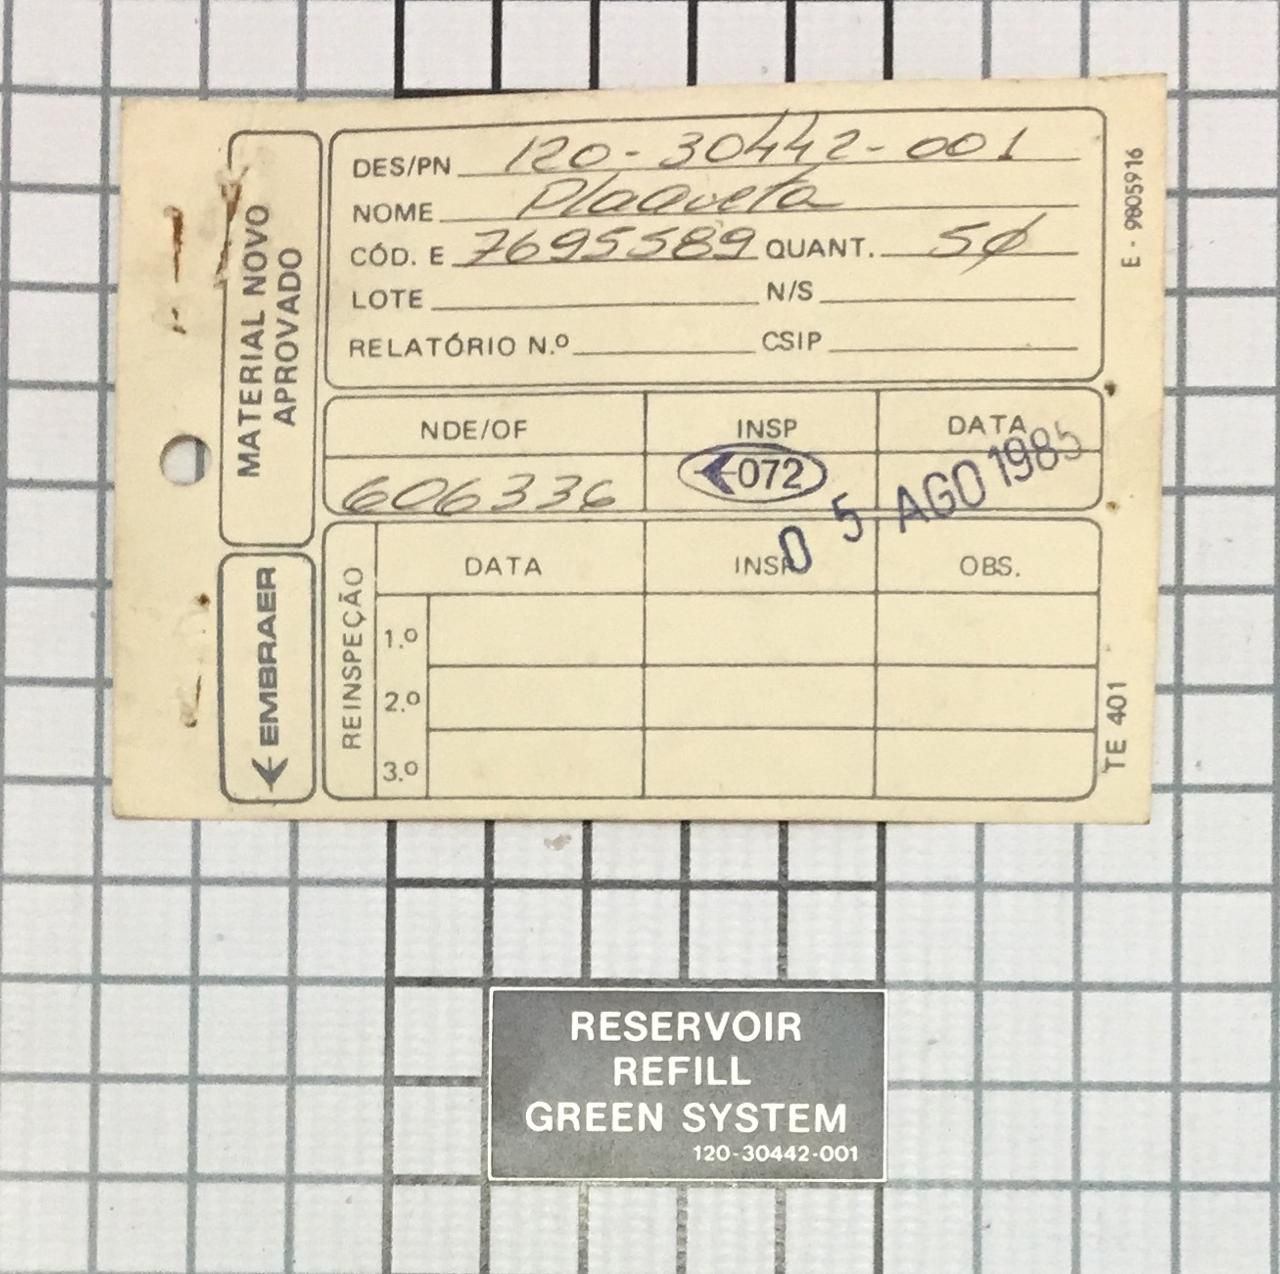 DES/PN 120-30442-001
NOME Plaqueta
CÓD. E 7695589 QUANT. 5∅
LOTE N/S
RELATÓRIO N.º CSIP
E - 9805916
MATERIAL NOVO
APROVADO
NDE/OF INSP DATA
606336 072 05 AGO 1985
EMBRAER
REINSPEÇÃO
DATA INSP OBS.
1.º
2.º
3.º
TE 401
RESERVOIR
REFILL
GREEN SYSTEM
120-30442-001